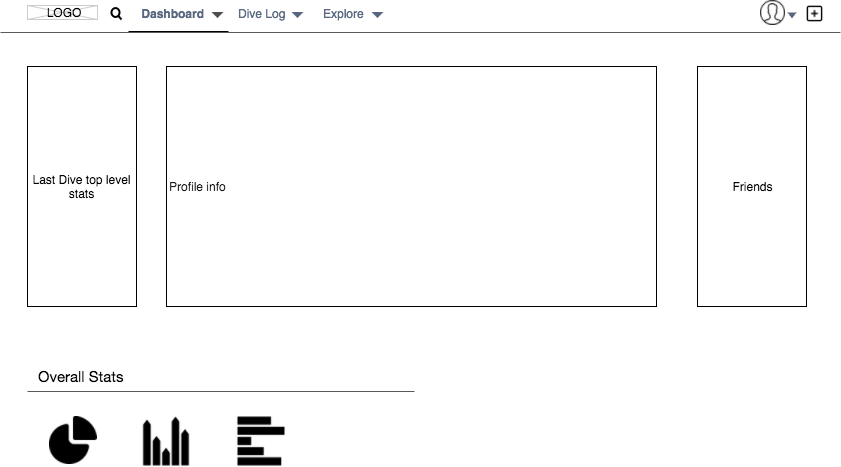 LOGO
Dashboard
Dive Log
Explore
Last Dive top level
stats
Profile info
Friends
Overall Stats